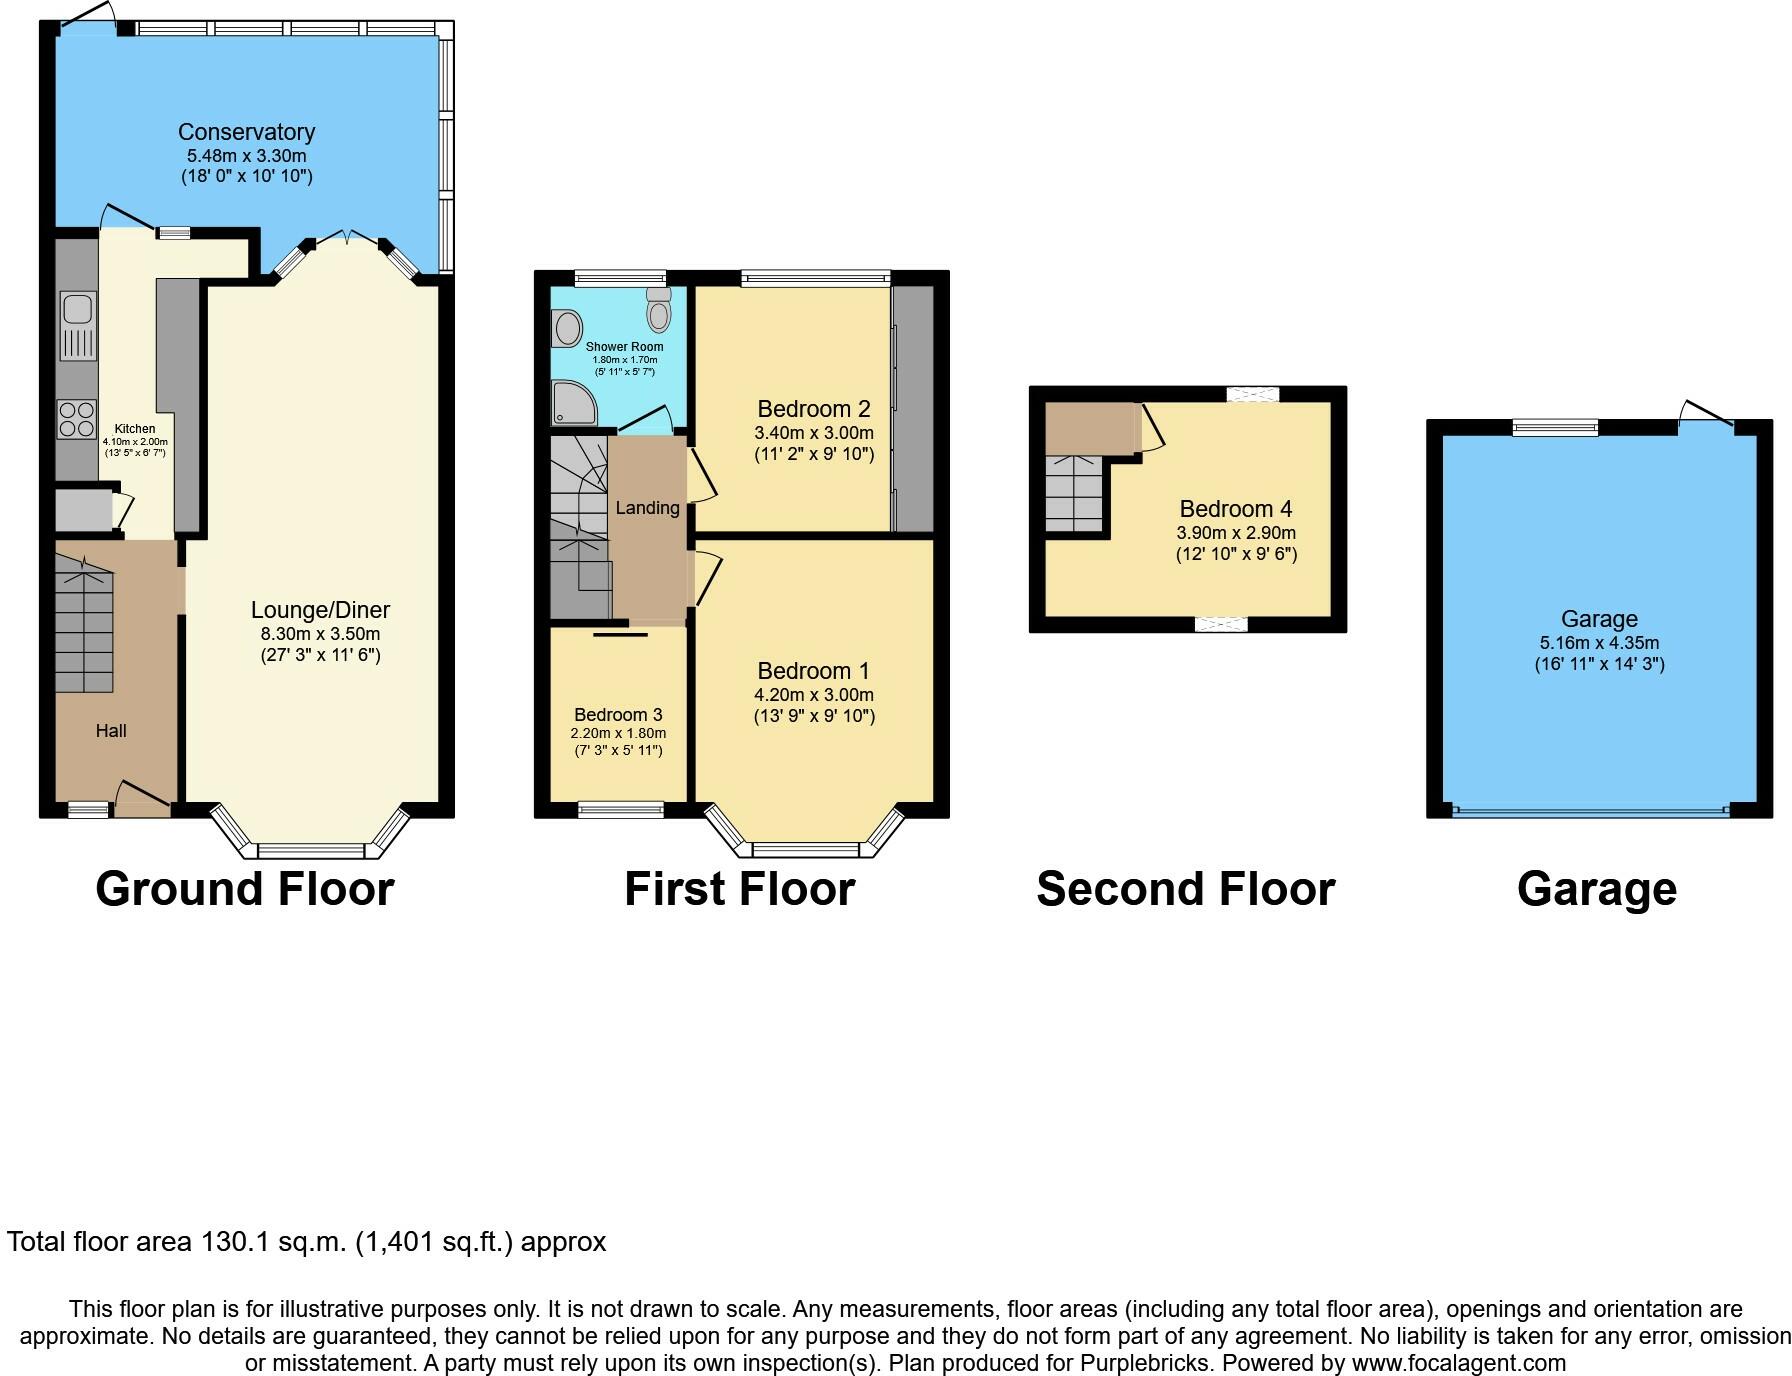 Conservatory
5.48m x 3.30m
(18' 0" x 10' 10")
Kitchen
4.10m x 2.00m
(13' 5" x 6' 7")
Lounge/Diner
8.30m x 3.50m
(27' 3" x 11' 6")
Hall
Ground Floor
Shower Room
1.80m x 1.70m
(5' 11" x 5' 7")
Bedroom 2
3.40m x 3.00m
(11' 2" x 9' 10")
Landing
Bedroom 1
4.20m x 3.00m
(13' 9" x 9' 10")
Bedroom 3
2.20m x 1.80m
(7' 3" x 5' 11")
First Floor
Bedroom 4
3.90m x 2.90m
(12' 10" x 9' 6")
Second Floor
Garage
5.16m x 4.35m
(16' 11" x 14' 3")
Garage
Total floor area 130.1 sq.m. (1,401 sq.ft.) approx
This floor plan is for illustrative purposes only. It is not drawn to scale. Any measurements, floor areas (including any total floor area), openings and orientation are
approximate. No details are guaranteed, they cannot be relied upon for any purpose and they do not form part of any agreement. No liability is taken for any error, omission
or misstatement. A party must rely upon its own inspection(s). Plan produced for Purplebricks. Powered by www.focalagent.com